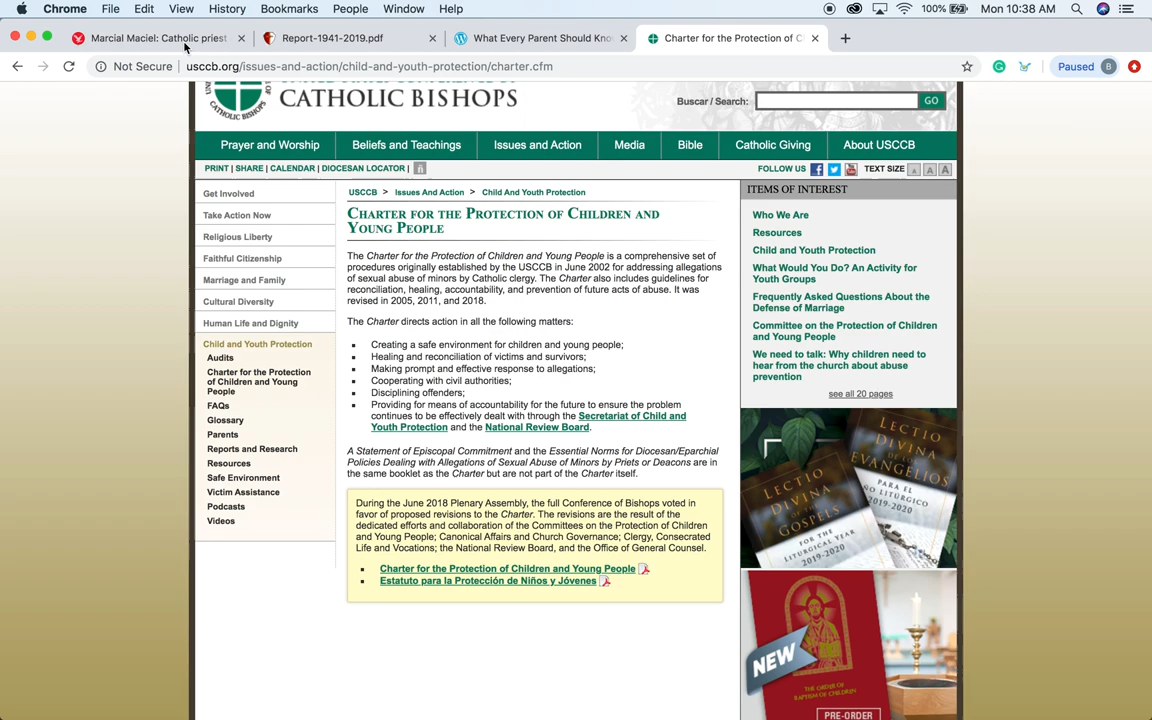 Chrome File Edit View History Bookmarks People Window Help 100% Mon 10:38 AM
Marcial Maciel: Catholic priest Report-1941-2019.pdf What Every Parent Should Kno Charter for the Protection of C
Not Secure usccb.org/issues-and-action/child-and-youth-protection/charter.cfm Paused B
CATHOLIC BISHOPS
Buscar / Search: GO
Prayer and Worship Beliefs and Teachings Issues and Action Media Bible Catholic Giving About USCCB
PRINT | SHARE | CALENDAR | DIOCESAN LOCATOR | FOLLOW US TEXT SIZE A A A
Get Involved
Take Action Now
Religious Liberty
Faithful Citizenship
Marriage and Family
Cultural Diversity
Human Life and Dignity
Child and Youth Protection
Audits
Charter for the Protection
of Children and Young
People
FAQs
Glossary
Parents
Reports and Research
Resources
Safe Environment
Victim Assistance
Podcasts
Videos
USCCB > Issues And Action > Child And Youth Protection
CHARTER FOR THE PROTECTION OF CHILDREN AND
YOUNG PEOPLE
The Charter for the Protection of Children and Young People is a comprehensive set of
procedures originally established by the USCCB in June 2002 for addressing allegations
of sexual abuse of minors by Catholic clergy. The Charter also includes guidelines for
reconciliation, healing, accountability, and prevention of future acts of abuse. It was
revised in 2005, 2011, and 2018.
The Charter directs action in all the following matters:
Creating a safe environment for children and young people;
Healing and reconciliation of victims and survivors;
Making prompt and effective response to allegations;
Cooperating with civil authorities;
Disciplining offenders;
Providing for means of accountability for the future to ensure the problem
continues to be effectively dealt with through the Secretariat of Child and
Youth Protection and the National Review Board.
A Statement of Episcopal Commitment and the Essential Norms for Diocesan/Eparchial
Policies Dealing with Allegations of Sexual Abuse of Minors by Priets or Deacons are in
the same booklet as the Charter but are not part of the Charter itself.
During the June 2018 Plenary Assembly, the full Conference of Bishops voted in
favor of proposed revisions to the Charter. The revisions are the result of the
dedicated efforts and collaboration of the Committees on the Protection of Children
and Young People; Canonical Affairs and Church Governance; Clergy, Consecrated
Life and Vocations; the National Review Board, and the Office of General Counsel.
Charter for the Protection of Children and Young People
Estatuto para la Protección de Niños y Jóvenes
ITEMS OF INTEREST
Who We Are
Resources
Child and Youth Protection
What Would You Do? An Activity for
Youth Groups
Frequently Asked Questions About the
Defense of Marriage
Committee on the Protection of Children
and Young People
We need to talk: Why children need to
hear from the church about abuse
prevention
see all 20 pages
LECTIO
DIVINA
OF THE
GOSPELS
FOR THE
LITURGICAL YEAR
2019-2020
LECTIO
DIVINA
DE LOS
EVANGELIOS
PARA EL
AÑO LITÚRGICO
2019-2020
NEW
THE ORDER OF
BAPTISM OF CHILDREN
PRE-ORDER